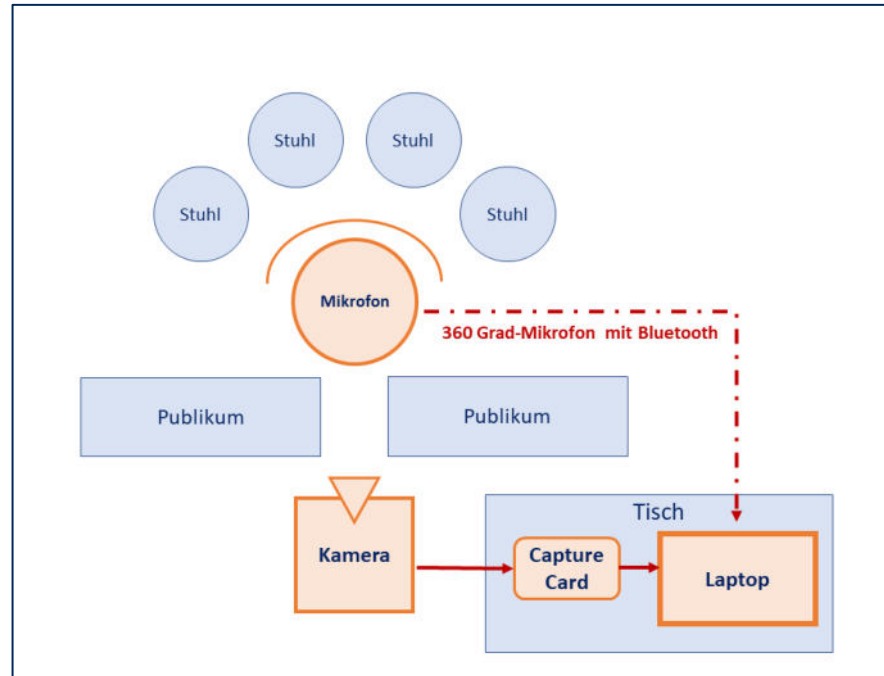 Stuhl
Stuhl
Stuhl
Stuhl
Mikrofon
360 Grad-Mikrofon mit Bluetooth
Publikum
Publikum
Tisch
Kamera
Capture
Card
Laptop